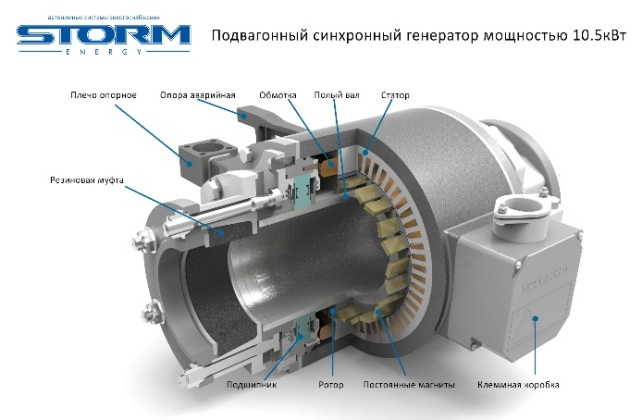 автономные системы энергоснабжения
STORM
ENERGY
Подвагонный синхронный генератор мощностью 10.5кВт
Плечо опорное
Опора аварийная
Обмотка
Полый вал
Статор
Резиновая муфта
Подшипник
Ротор
Постоянные магниты
Клеммная коробка